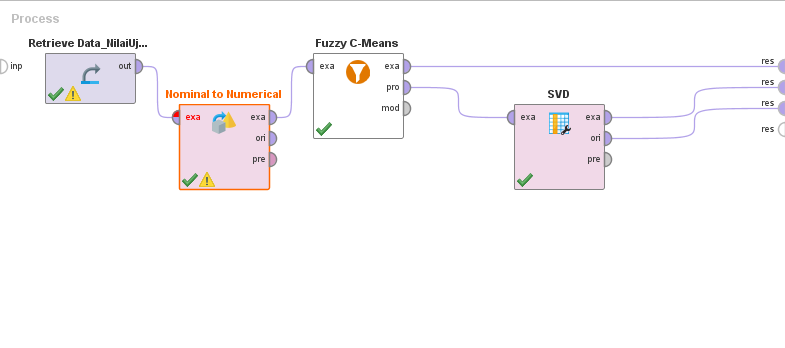 Process
inp
Retrieve Data_NilaiUj...
out
Nominal to Numerical
exa
exa
ori
pre
Fuzzy C-Means
exa
exa
pro
mod
SVD
exa
exa
ori
pre
res
res
res
res